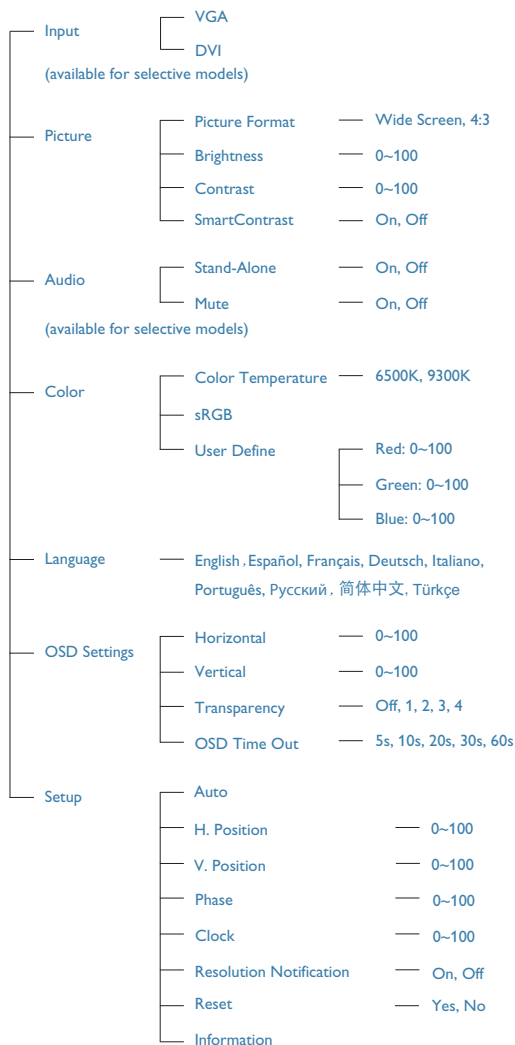 Input
VGA
DVI
(available for selective models)
Picture
Picture Format
Wide Screen, 4:3
Brightness
0~100
Contrast
0~100
SmartContrast
On, Off
Audio
Stand-Alone
On, Off
Mute
On, Off
(available for selective models)
Color
Color Temperature
6500K, 9300K
sRGB
User Define
Red: 0~100
Green: 0~100
Blue: 0~100
Language
English , Español, Français, Deutsch, Italiano,
Português, Русский , 简体中文, Türkçe
OSD Settings
Horizontal
0~100
Vertical
0~100
Transparency
Off, 1, 2, 3, 4
OSD Time Out
5s, 10s, 20s, 30s, 60s
Setup
Auto
H. Position
0~100
V. Position
0~100
Phase
0~100
Clock
0~100
Resolution Notification
On, Off
Reset
Yes, No
Information